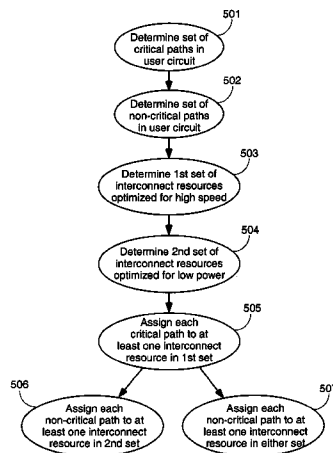 501
Determine set of
critical paths in
user circuit
502
Determine set of
non-critical paths
in user circuit
503
Determine 1st set of
interconnect resources
optimized for high speed
504
Determine 2nd set of
interconnect resources
optimized for low power
505
Assign each
critical path to at
least one interconnect
resource in 1st set
506
Assign each
non-critical path to at
least one interconnect
resource in 2nd set
Assign each
non-critical path to at
least one interconnect
resource in either set